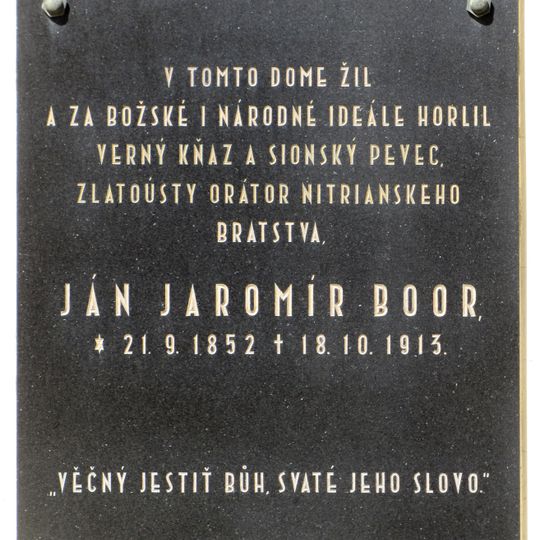 V TOMTO DOME ŽIL
A ZA BOŽSKÉ I NÁRODNÉ IDEÁLE HORLIL
VERNÝ KŇAZ A SIONSKÝ PEVEC,
ZLATOÚSTY ORÁTOR NITRIANSKEHO
BRATSTVA,
JÁN JAROMÍR BOOR,
* 21. 9. 1852 † 18. 10. 1913.
„VĚČNÝ JESTIŤ BŮH, SVATÉ JEHO SLOVO."